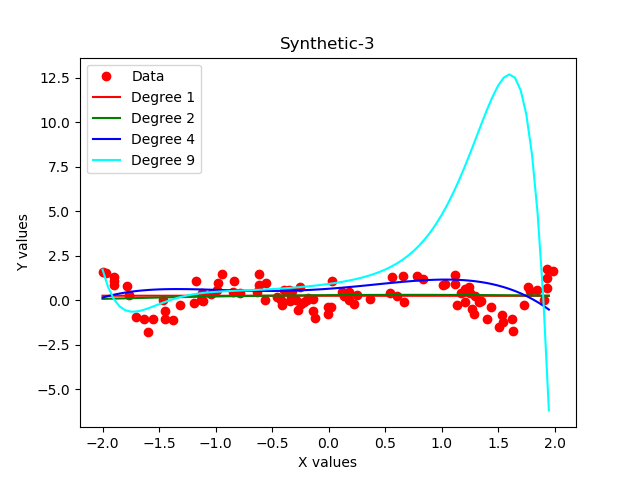 Synthetic-3
Data
Degree 1
Degree 2
Degree 4
Degree 9
12.5
10.0
7.5
5.0
2.5
0.0
−2.5
−5.0
Y values
−2.0 −1.5 −1.0 −0.5 0.0 0.5 1.0 1.5 2.0
X values